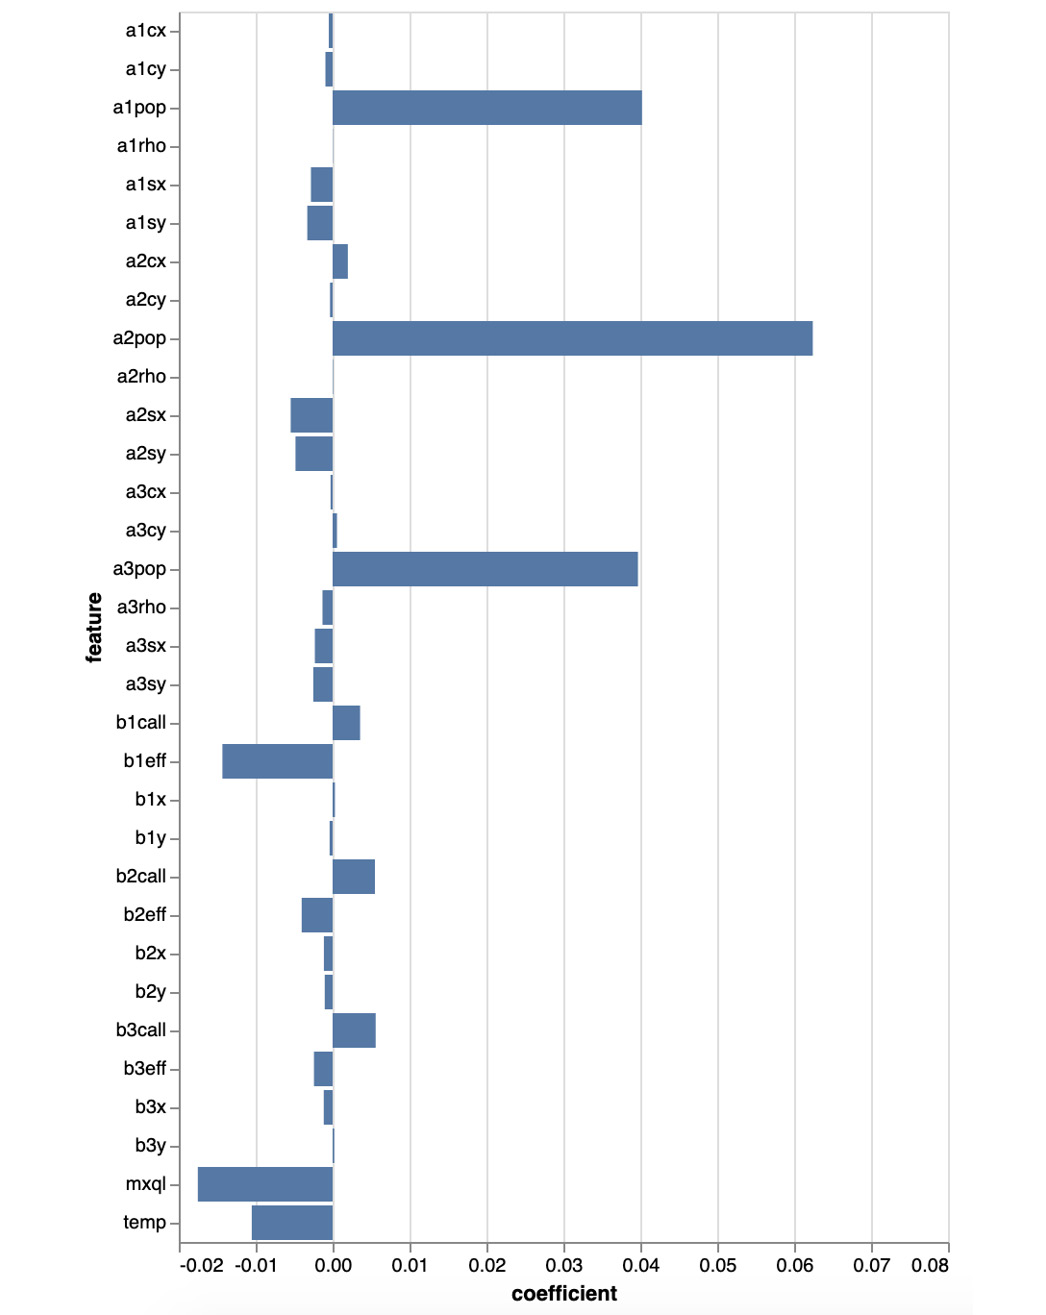 a1cx
a1cy
a1pop
a1rho
a1sx
a1sy
a2cx
a2cy
a2pop
a2rho
a2sx
a2sy
a3cx
a3cy
a3pop
a3rho
a3sx
a3sy
b1call
b1eff
b1x
b1y
b2call
b2eff
b2x
b2y
b3call
b3eff
b3x
b3y
mxql
temp
feature
-0.02 -0.01 0.00 0.01 0.02 0.03 0.04 0.05 0.06 0.07 0.08
coefficient